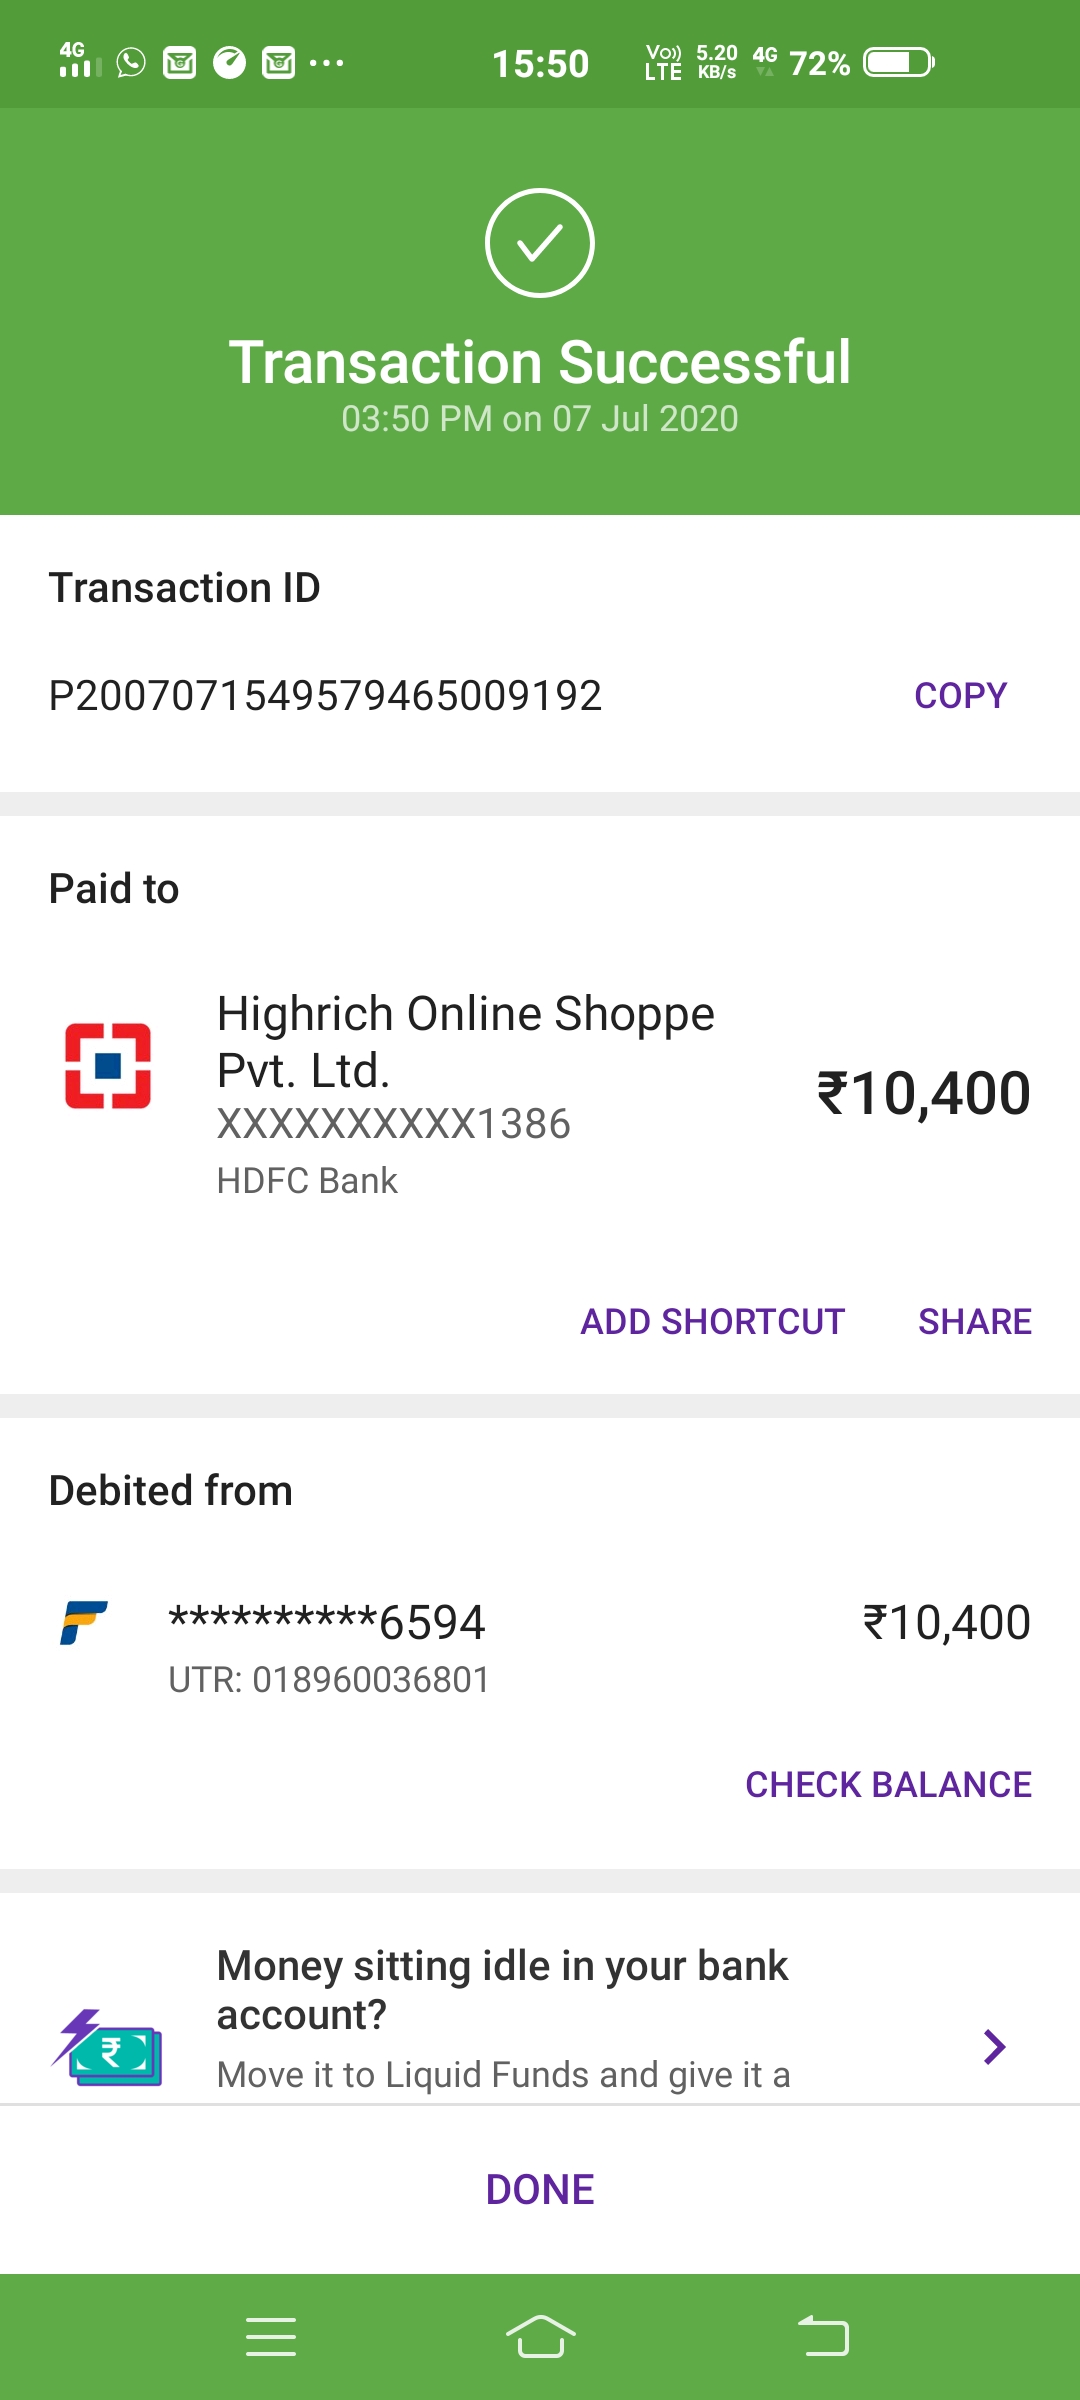 4G 15:50 Vo)) LTE 5.20 KB/s 4G 72%
Transaction Successful
03:50 PM on 07 Jul 2020
Transaction ID
P2007071549579465009192 COPY
Paid to
Highrich Online Shoppe
Pvt. Ltd.
₹10,400
XXXXXXXXXX1386
HDFC Bank
ADD SHORTCUT SHARE
Debited from
**********6594 ₹10,400
UTR: 018960036801
CHECK BALANCE
Money sitting idle in your bank
account?
Move it to Liquid Funds and give it a
DONE